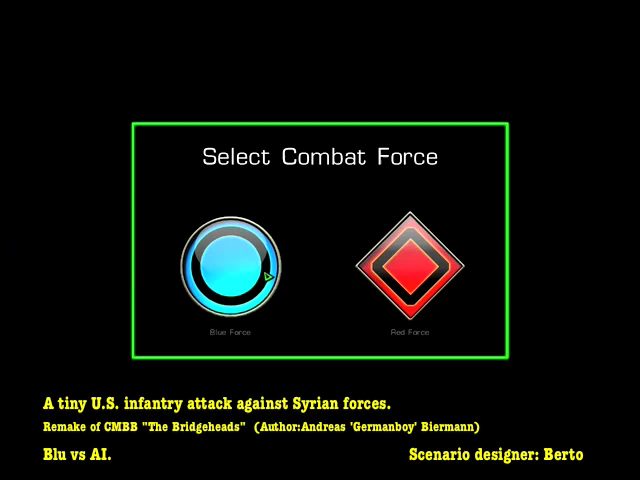 Select Combat Force
Blue Force Red Force
A tiny U.S. infantry attack against Syrian forces.
Remake of CMBB "The Bridgeheads" (Author:Andreas 'Germanboy' Biermann)
Blu vs AI. Scenario designer: Berto